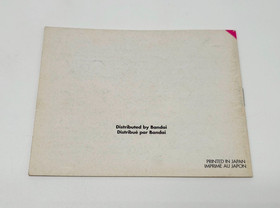 Distributed by Bandai
Distribué par Bandai
PRINTED IN JAPAN
IMPRIMÉ AU JAPON